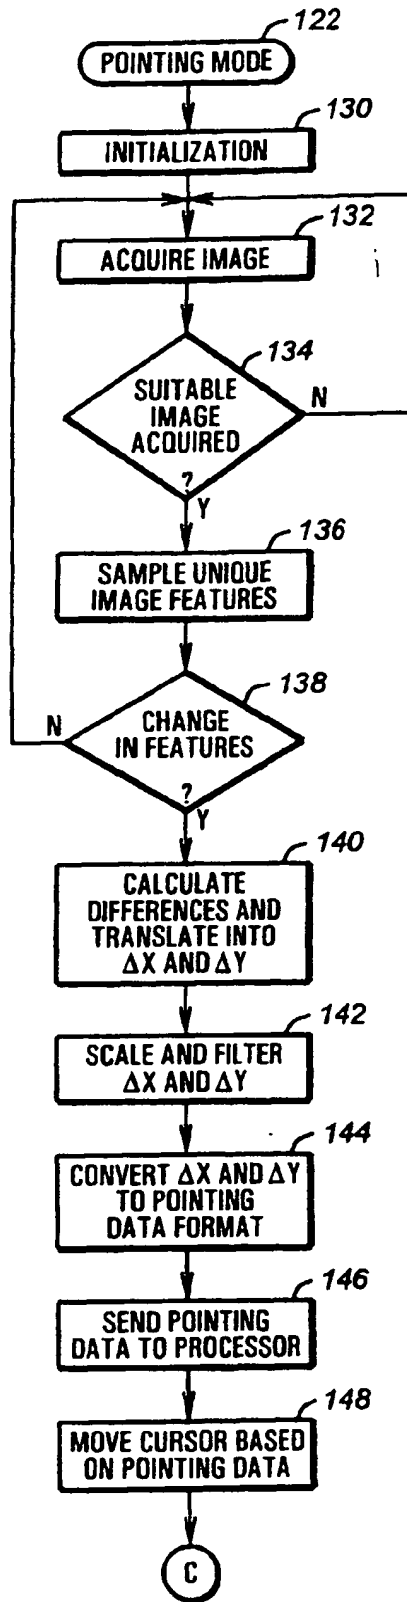 122
POINTING MODE
130
INITIALIZATION
132
ACQUIRE IMAGE
134
SUITABLE
IMAGE
ACQUIRED
?
N
Y
136
SAMPLE UNIQUE
IMAGE FEATURES
138
CHANGE
IN FEATURES
?
N
Y
140
CALCULATE
DIFFERENCES AND
TRANSLATE INTO
ΔX AND ΔY
142
SCALE AND FILTER
ΔX AND ΔY
144
CONVERT ΔX AND ΔY
TO POINTING
DATA FORMAT
146
SEND POINTING
DATA TO PROCESSOR
148
MOVE CURSOR BASED
ON POINTING DATA
C